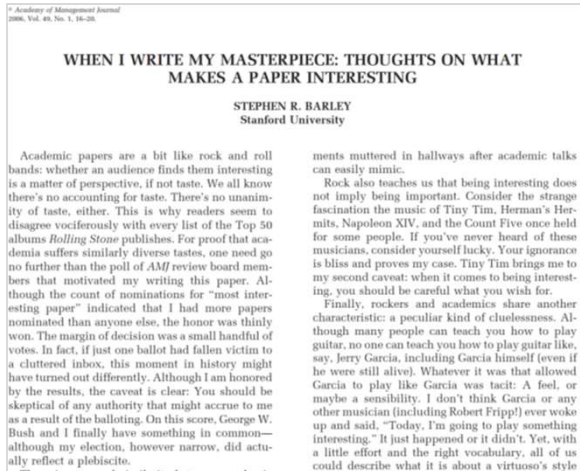 © Academy of Management Journal
2006, Vol. 49, No. 1, 16–20.
WHEN I WRITE MY MASTERPIECE: THOUGHTS ON WHAT
MAKES A PAPER INTERESTING
STEPHEN R. BARLEY
Stanford University
Academic papers are a bit like rock and roll
bands: whether an audience finds them interesting
is a matter of perspective, if not taste. We all know
there's no accounting for taste. There's no unanim-
ity of taste, either. This is why readers seem to
disagree vociferously with every list of the Top 50
albums Rolling Stone publishes. For proof that aca-
demia suffers similarly diverse tastes, one need go
no further than the poll of AMJ review board mem-
bers that motivated my writing this paper. Al-
though the count of nominations for "most inter-
esting paper" indicated that I had more papers
nominated than anyone else, the honor was thinly
won. The margin of decision was a small handful of
votes. In fact, if just one ballot had fallen victim to
a cluttered inbox, this moment in history might
have turned out differently. Although I am honored
by the results, the caveat is clear: You should be
skeptical of any authority that might accrue to me
as a result of the balloting. On this score, George W.
Bush and I finally have something in common—
although my election, however narrow, did actu-
ally reflect a plebiscite.
ments muttered in hallways after academic talks
can easily mimic.
Rock also teaches us that being interesting does
not imply being important. Consider the strange
fascination the music of Tiny Tim, Herman's Her-
mits, Napoleon XIV, and the Count Five once held
for some people. If you've never heard of these
musicians, consider yourself lucky. Your ignorance
is bliss and proves my case. Tiny Tim brings me to
my second caveat: when it comes to being interest-
ing, you should be careful what you wish for.
Finally, rockers and academics share another
characteristic: a peculiar kind of cluelessness. Al-
though many people can teach you how to play
guitar, no one can teach you how to play guitar like,
say, Jerry Garcia, including Garcia himself (even if
he were still alive). Whatever it was that allowed
Garcia to play like Garcia was tacit: A feel, or
maybe a sensibility. I don't think Garcia or any
other musician (including Robert Fripp!) ever woke
up and said, "Today, I'm going to play something
interesting." It just happened or it didn't. Yet, with
a little effort and the right vocabulary, all of us
could describe what it is about a virtuoso's style